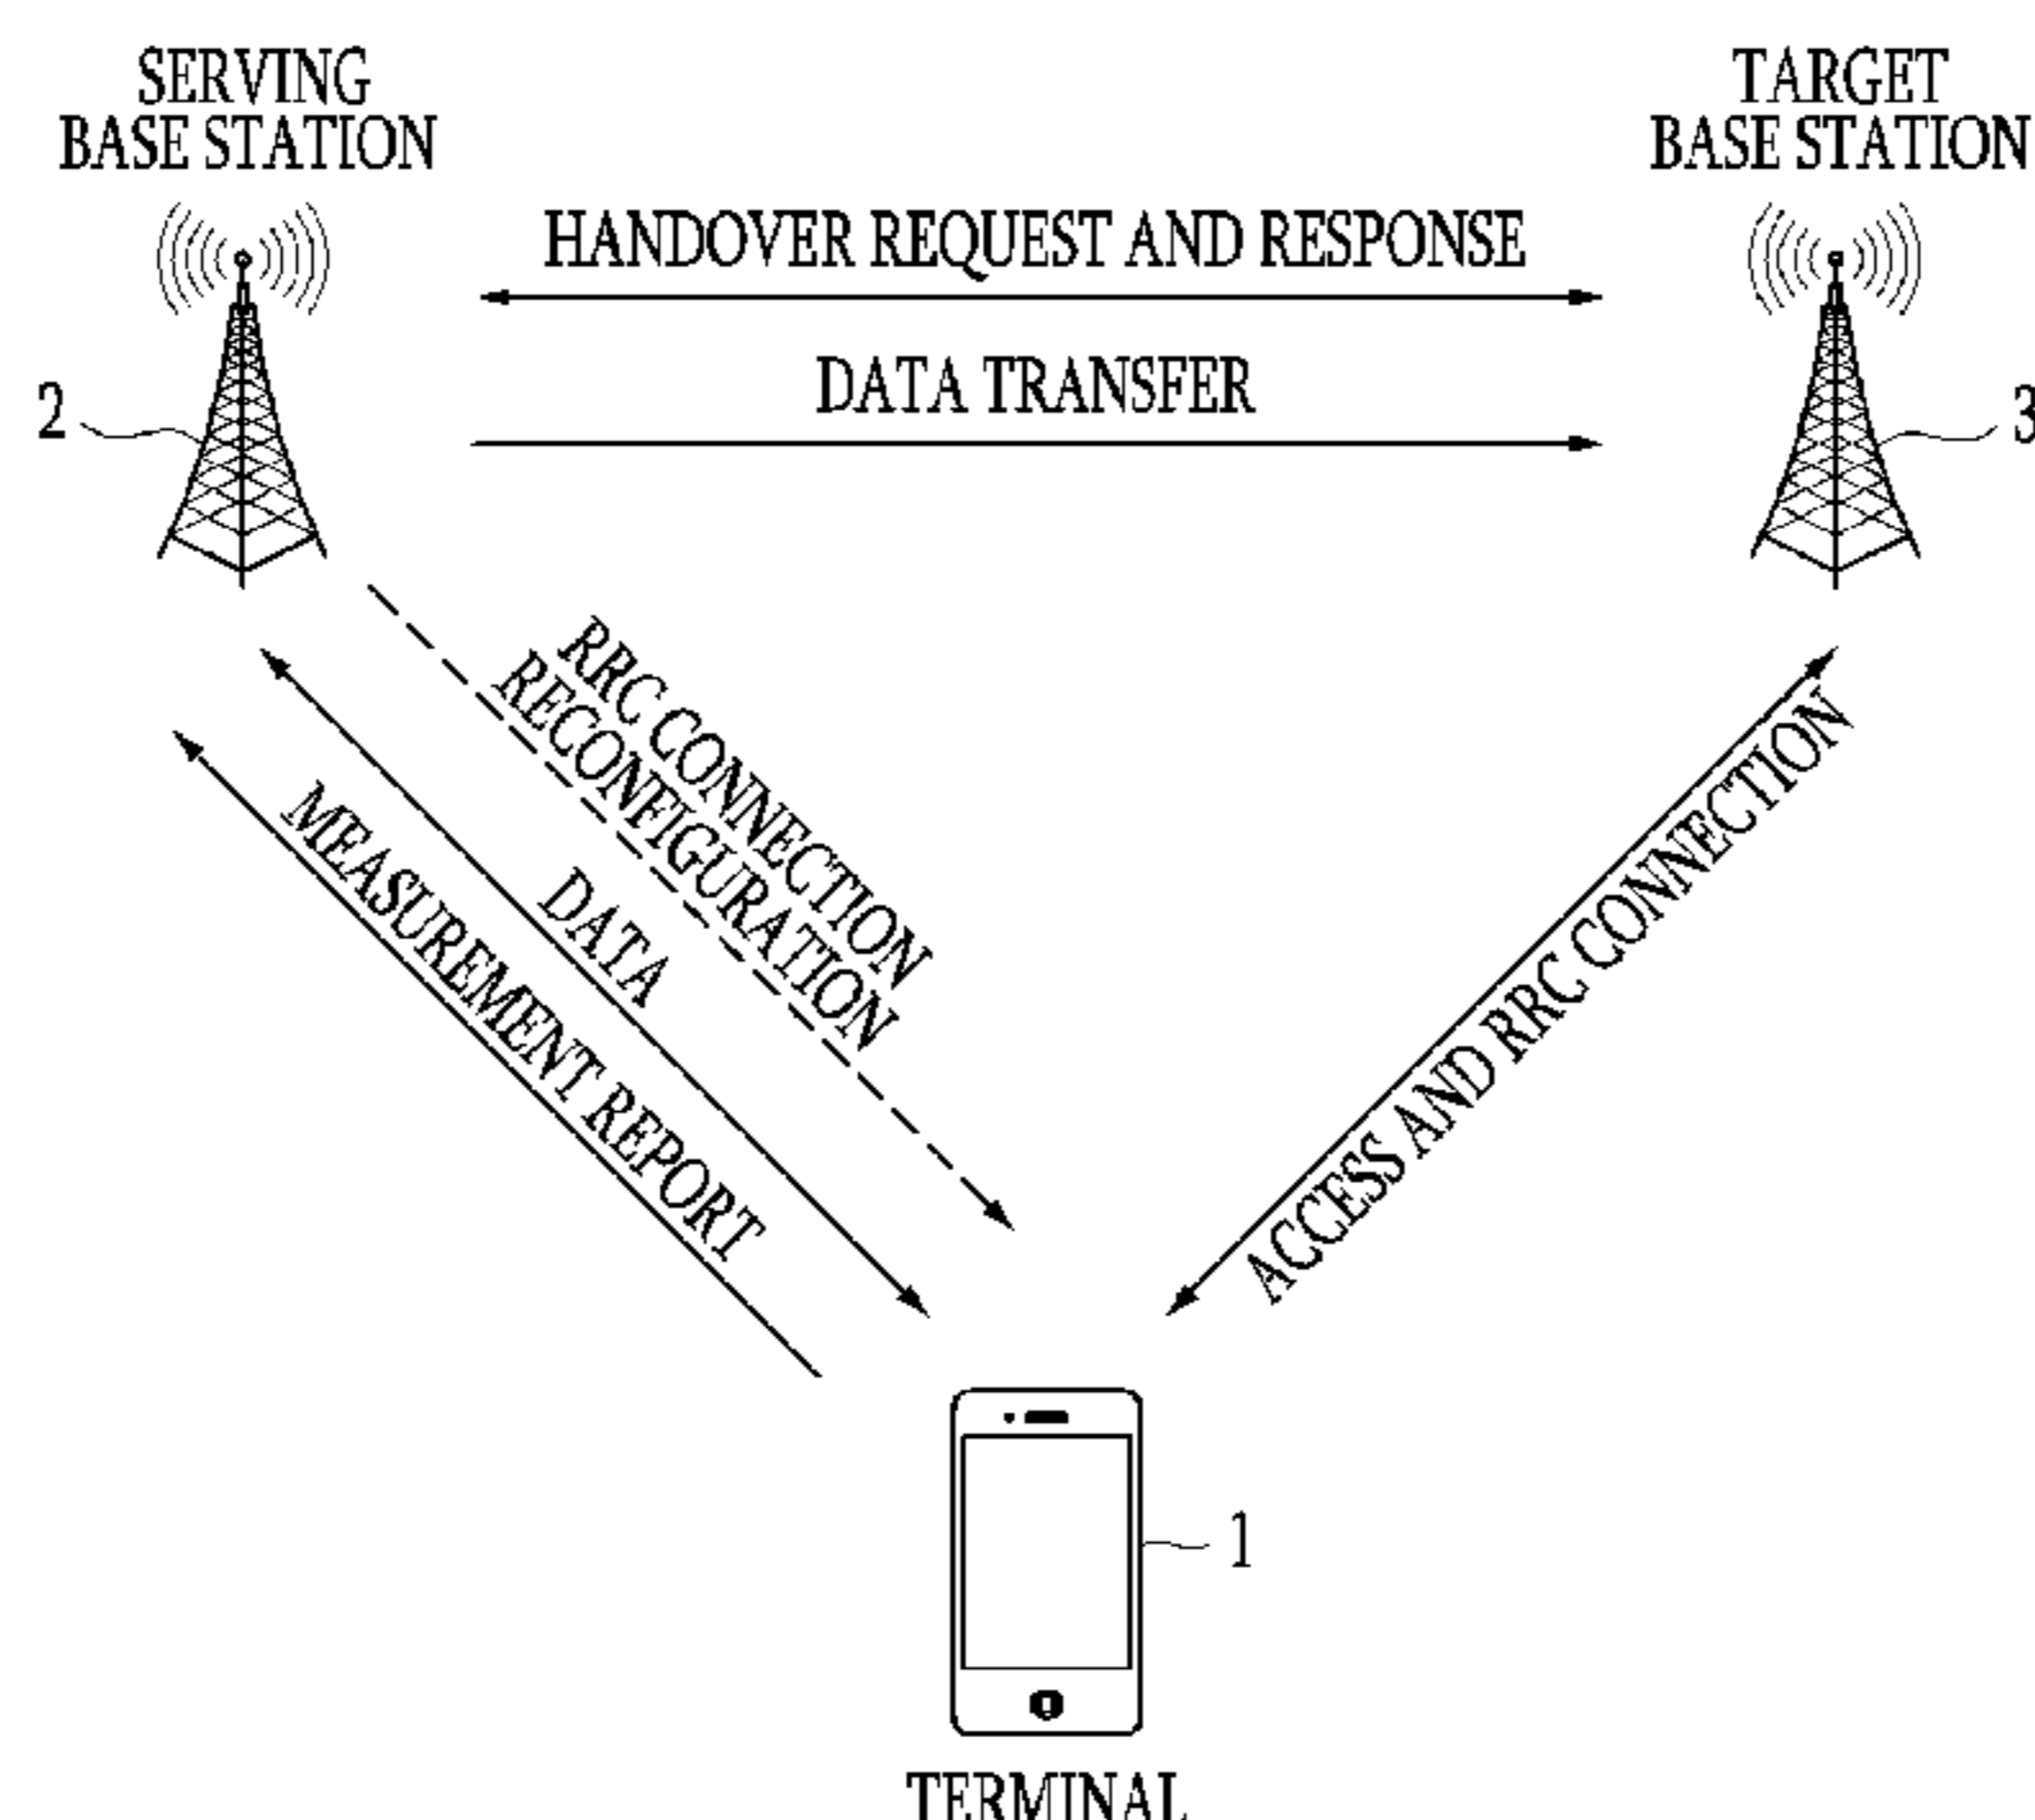 SERVING
BASE STATION
TARGET
BASE STATION
HANDOVER REQUEST AND RESPONSE
DATA TRANSFER
2
3
RRC CONNECTION
RECONFIGURATION
DATA
MEASUREMENT REPORT
ACCESS AND RRC CONNECTION
1
TERMINAL